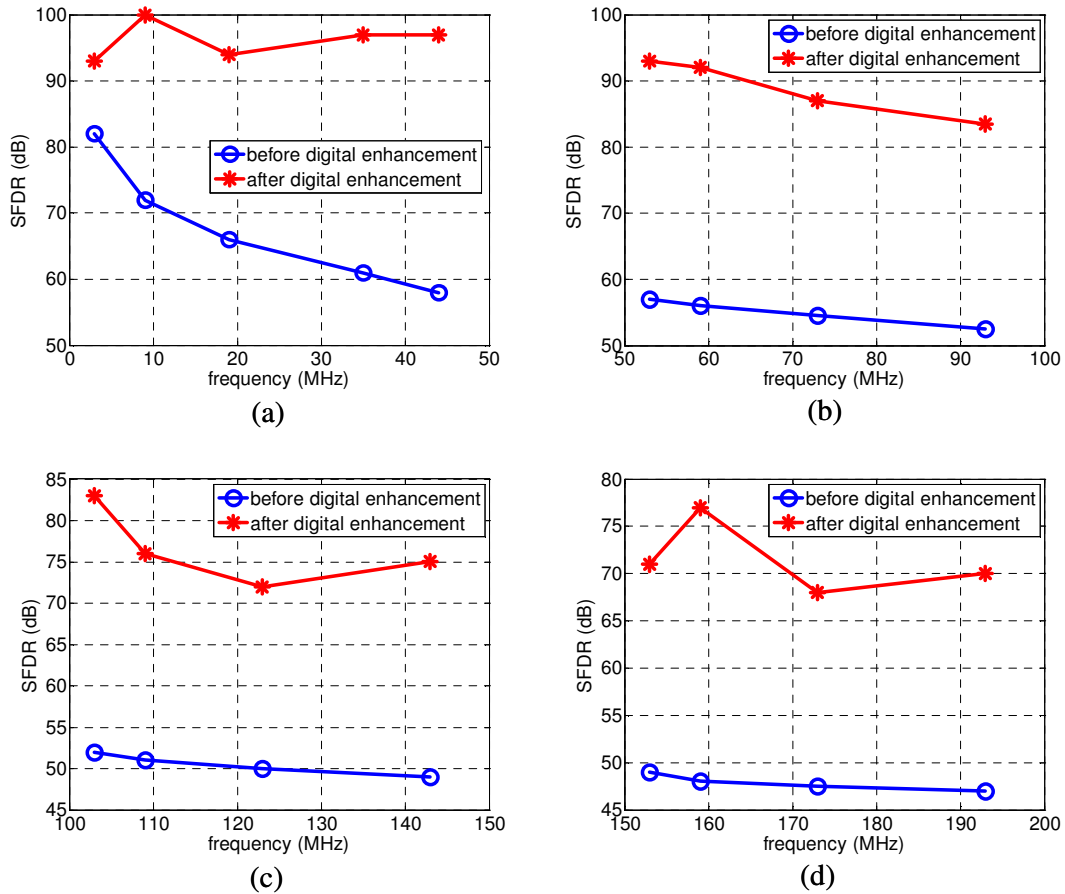 100
90
80
70
60
50
SFDR (dB)
before digital enhancement
after digital enhancement
0
10
20
30
40
50
frequency (MHz)
(a)
100
90
80
70
60
50
SFDR (dB)
before digital enhancement
after digital enhancement
50
60
70
80
90
100
frequency (MHz)
(b)
85
80
75
70
65
60
55
50
45
SFDR (dB)
before digital enhancement
after digital enhancement
100
110
120
130
140
150
frequency (MHz)
(c)
80
75
70
65
60
55
50
45
SFDR (dB)
before digital enhancement
after digital enhancement
150
160
170
180
190
200
frequency (MHz)
(d)